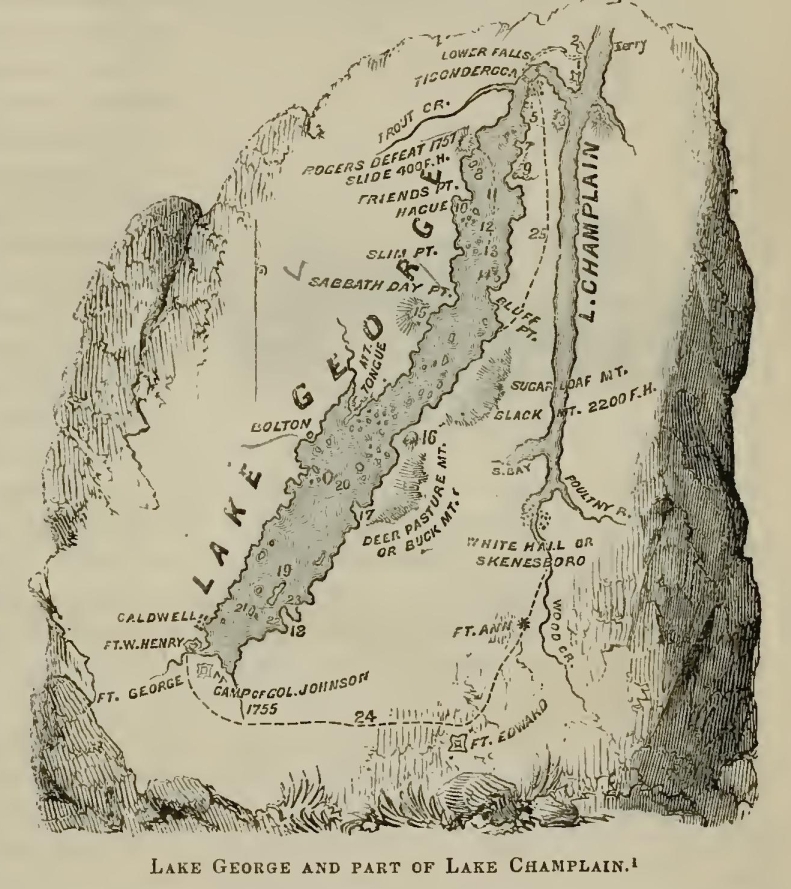 LOWER FALLS
2
Ferry
TICONDEROGA
TROUT CR.
5
ROGERS DEFEAT 1757
SLIDE 400 F.H.
8
9
FRIENDS PT.
11
HAGUE
10
12
25
L. CHAMPLAIN
SLIM PT.
13
14
SABBATH DAY PT.
15
BLUFF
PT.
MT.
TONGUE
SUGAR LOAF MT.
BLACK MT. 2200 F.H.
LAKE GEORGE
BOLTON
16
20
S. BAY
POULTNY R.
17
DEER PASTURE MT.
OR BUCK MT.
WHITE HALL OR
SKENESBORO
19
23
21
22
18
CALDWELL
FT. ANN
WOOD CR.
FT. W. HENRY
FT. GEORGE
CAMP OF COL. JOHNSON
1755
24
FT. EDWARD
LAKE GEORGE AND PART OF LAKE CHAMPLAIN.¹